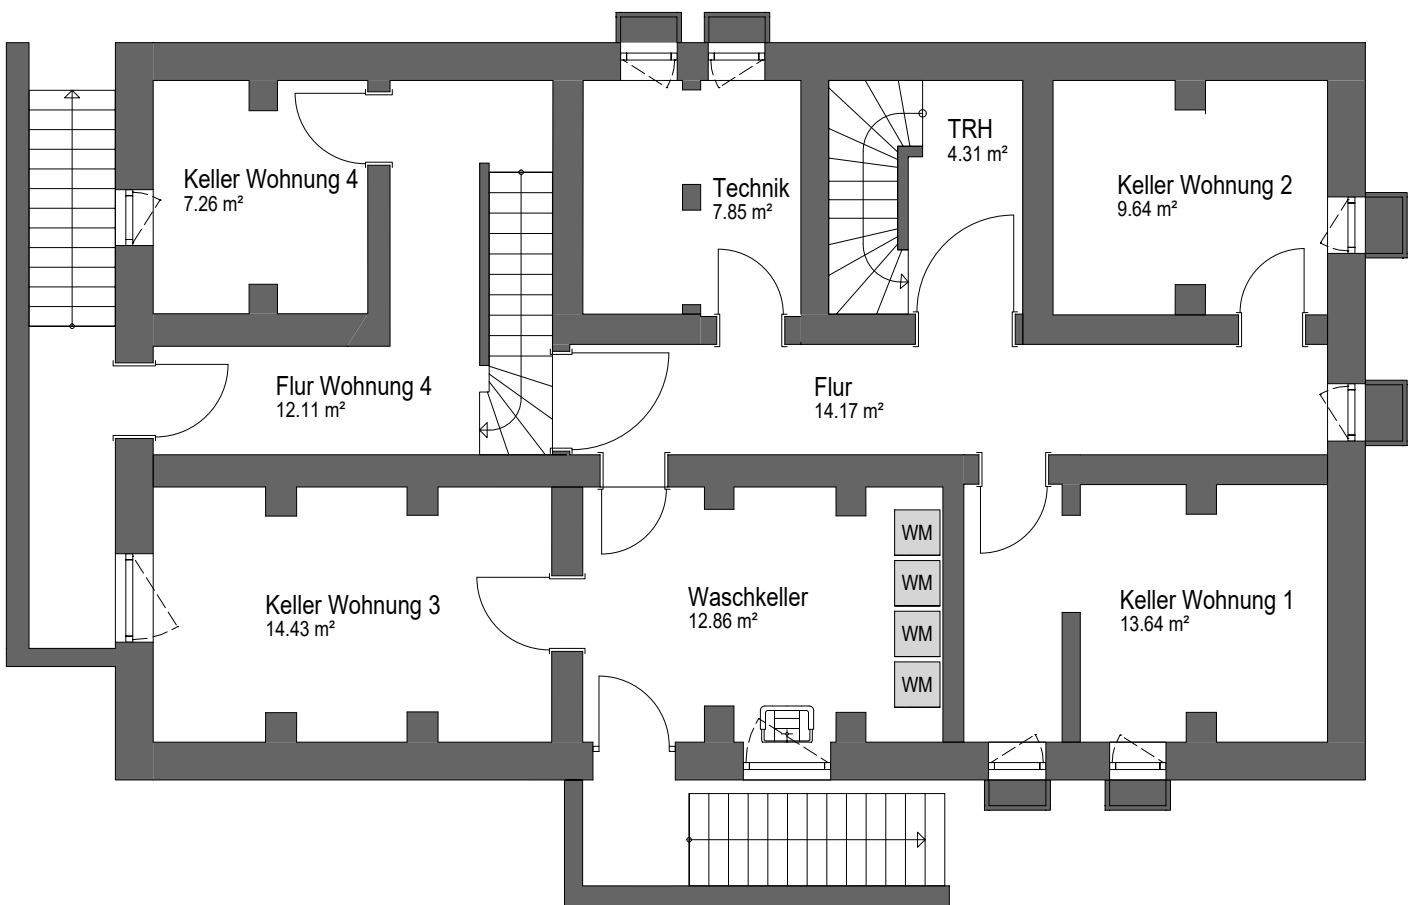 TRH
4.31 m²
Keller Wohnung 4
7.26 m²
Technik
7.85 m²
Keller Wohnung 2
9.64 m²
Flur Wohnung 4
12.11 m²
Flur
14.17 m²
Keller Wohnung 3
14.43 m²
Waschkeller
12.86 m²
WM
WM
WM
WM
Keller Wohnung 1
13.64 m²